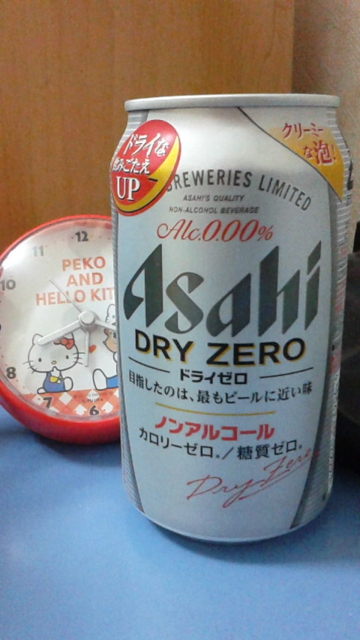 ドライな
飲みごたえ
UP
クリーミー
な泡!
BREWERIES LIMITED
ASAHI'S QUALITY
NON-ALCOHOL BEVERAGE
Alc.0.00%
Asahi
DRY ZERO
ドライゼロ
目指したのは、最もビールに近い味
ノンアルコール
カロリーゼロ。/糖質ゼロ。
Dry Zero
11 12
10
8
7 6
PEKO
AND
HELLO KIT